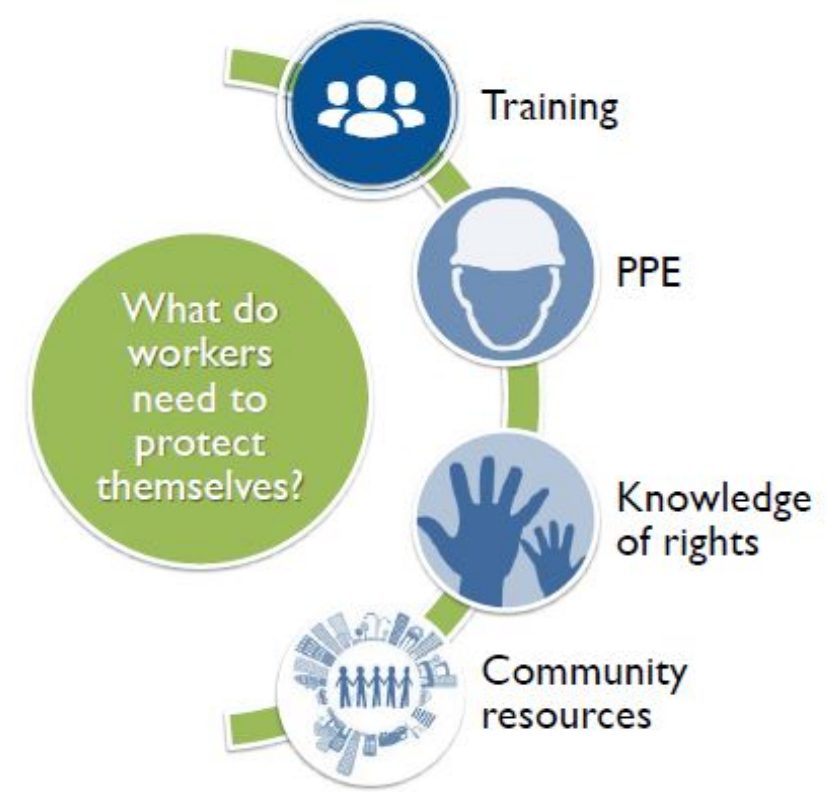 What do
workers
need to
protect
themselves?
Training
PPE
Knowledge
of rights
Community
resources